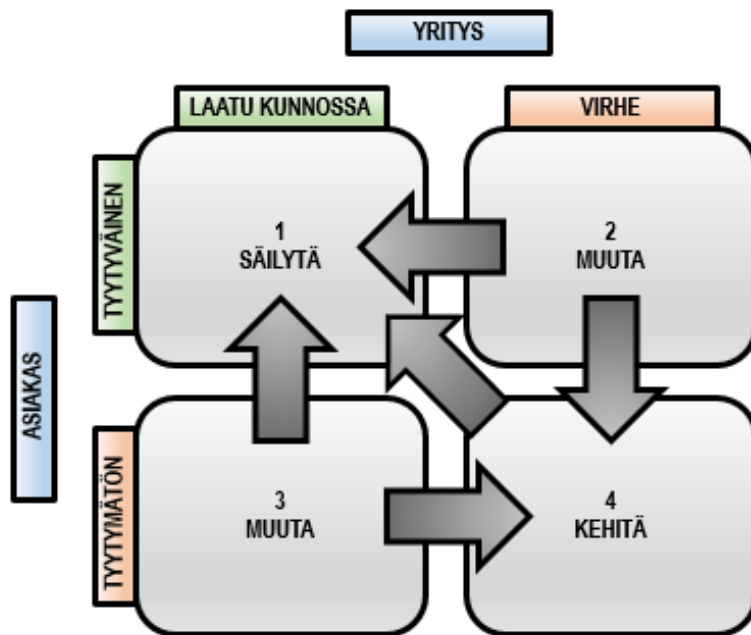 YRITYS
LAATU KUNNOSSA
VIRHE
ASIAKAS
TYYTYVÄINEN
1
SÄILYTÄ
2
MUUTA
TYYTYMÄTÖN
3
MUUTA
4
KEHITÄ